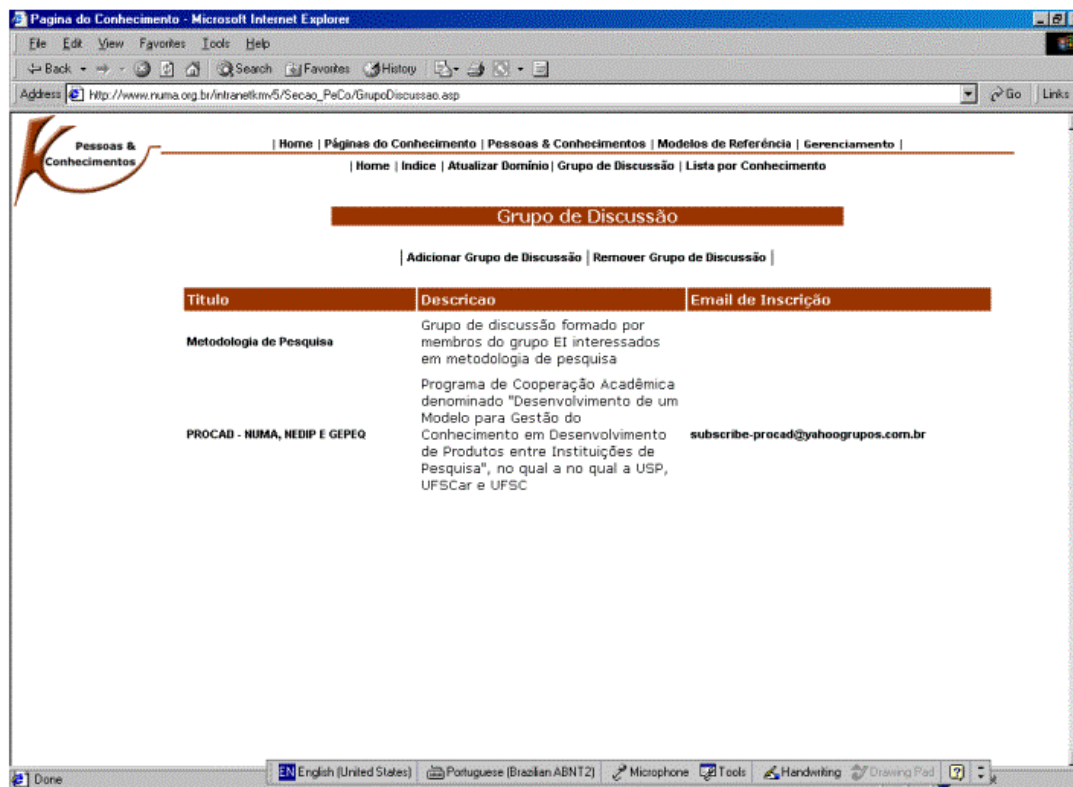 Pagina do Conhecimento - Microsoft Internet Explorer
File Edit View Favorites Tools Help
Back Search Favorites History
Address http://www.numa.org.br/intranetkmv5/Secao_PeCo/GrupoDiscussao.asp Go Links
Pessoas &
Conhecimentos
| Home | Páginas do Conhecimento | Pessoas & Conhecimentos | Modelos de Referência | Gerenciamento |
| Home | Indice | Atualizar Domínio | Grupo de Discussão | Lista por Conhecimento
Grupo de Discussão
| Adicionar Grupo de Discussão | Remover Grupo de Discussão |
Titulo Descricao Email de Inscrição
Metodologia de Pesquisa
Grupo de discussão formado por
membros do grupo EI interessados
em metodologia de pesquisa
PROCAD - NUMA, NEDIP E GEPEQ
Programa de Cooperação Acadêmica
denominado "Desenvolvimento de um
Modelo para Gestão do
Conhecimento em Desenvolvimento
de Produtos entre Instituições de
Pesquisa", no qual a no qual a USP,
UFSCar e UFSC
subscribe-procad@yahoogrupos.com.br
Done
EN English (United States) Portuguese (Brazilian ABNT2) Microphone Tools Handwriting Drawing Pad